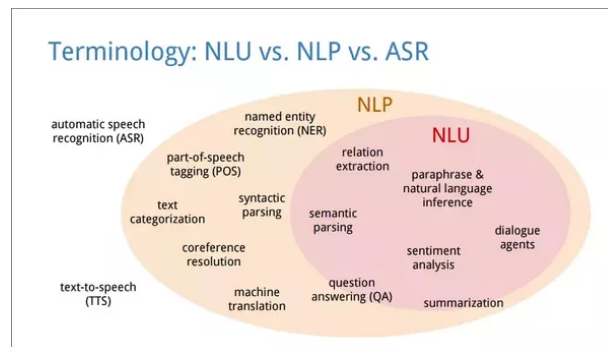 Terminology: NLU vs. NLP vs. ASR
NLP
NLU
automatic speech
recognition (ASR)
named entity
recognition (NER)
relation
extraction
part-of-speech
tagging (POS)
paraphrase &
natural language
inference
text
categorization
syntactic
parsing
semantic
parsing
dialogue
agents
coreference
resolution
sentiment
analysis
text-to-speech
(TTS)
machine
translation
question
answering (QA)
summarization